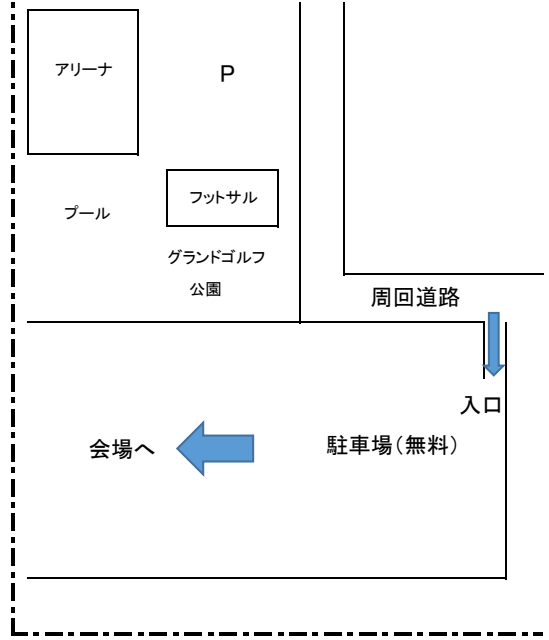 アリーナ
P
フットサル
プール
グランドゴルフ
公園
周回道路
入口
会場へ
駐車場(無料)